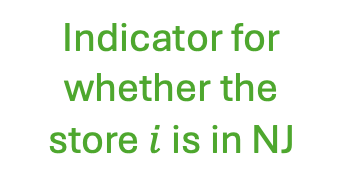 Indicator for
whether the
store i is in NJ